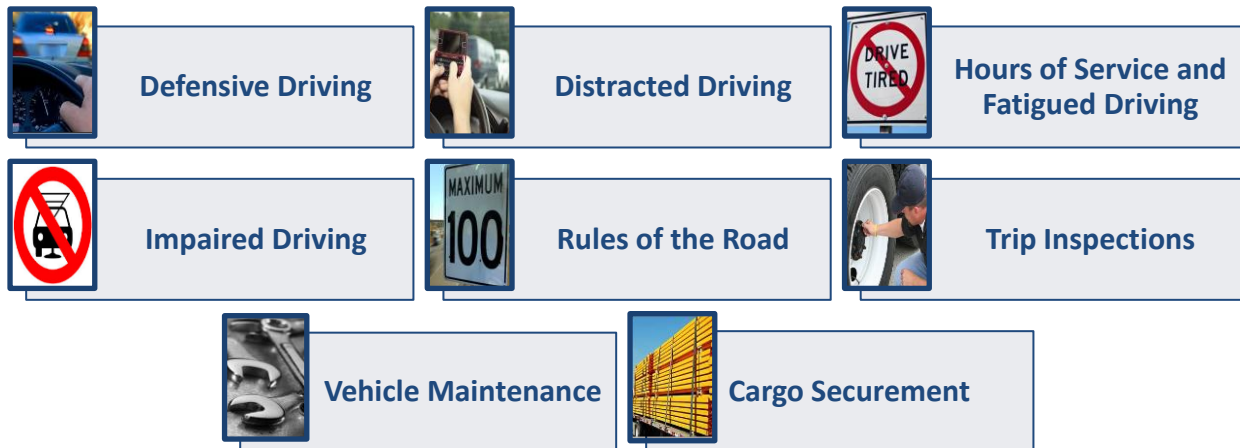 Defensive Driving
Distracted Driving
DRIVE
TIRED
Hours of Service and
Fatigued Driving
Impaired Driving
MAXIMUM
100
Rules of the Road
Trip Inspections
Vehicle Maintenance
Cargo Securement